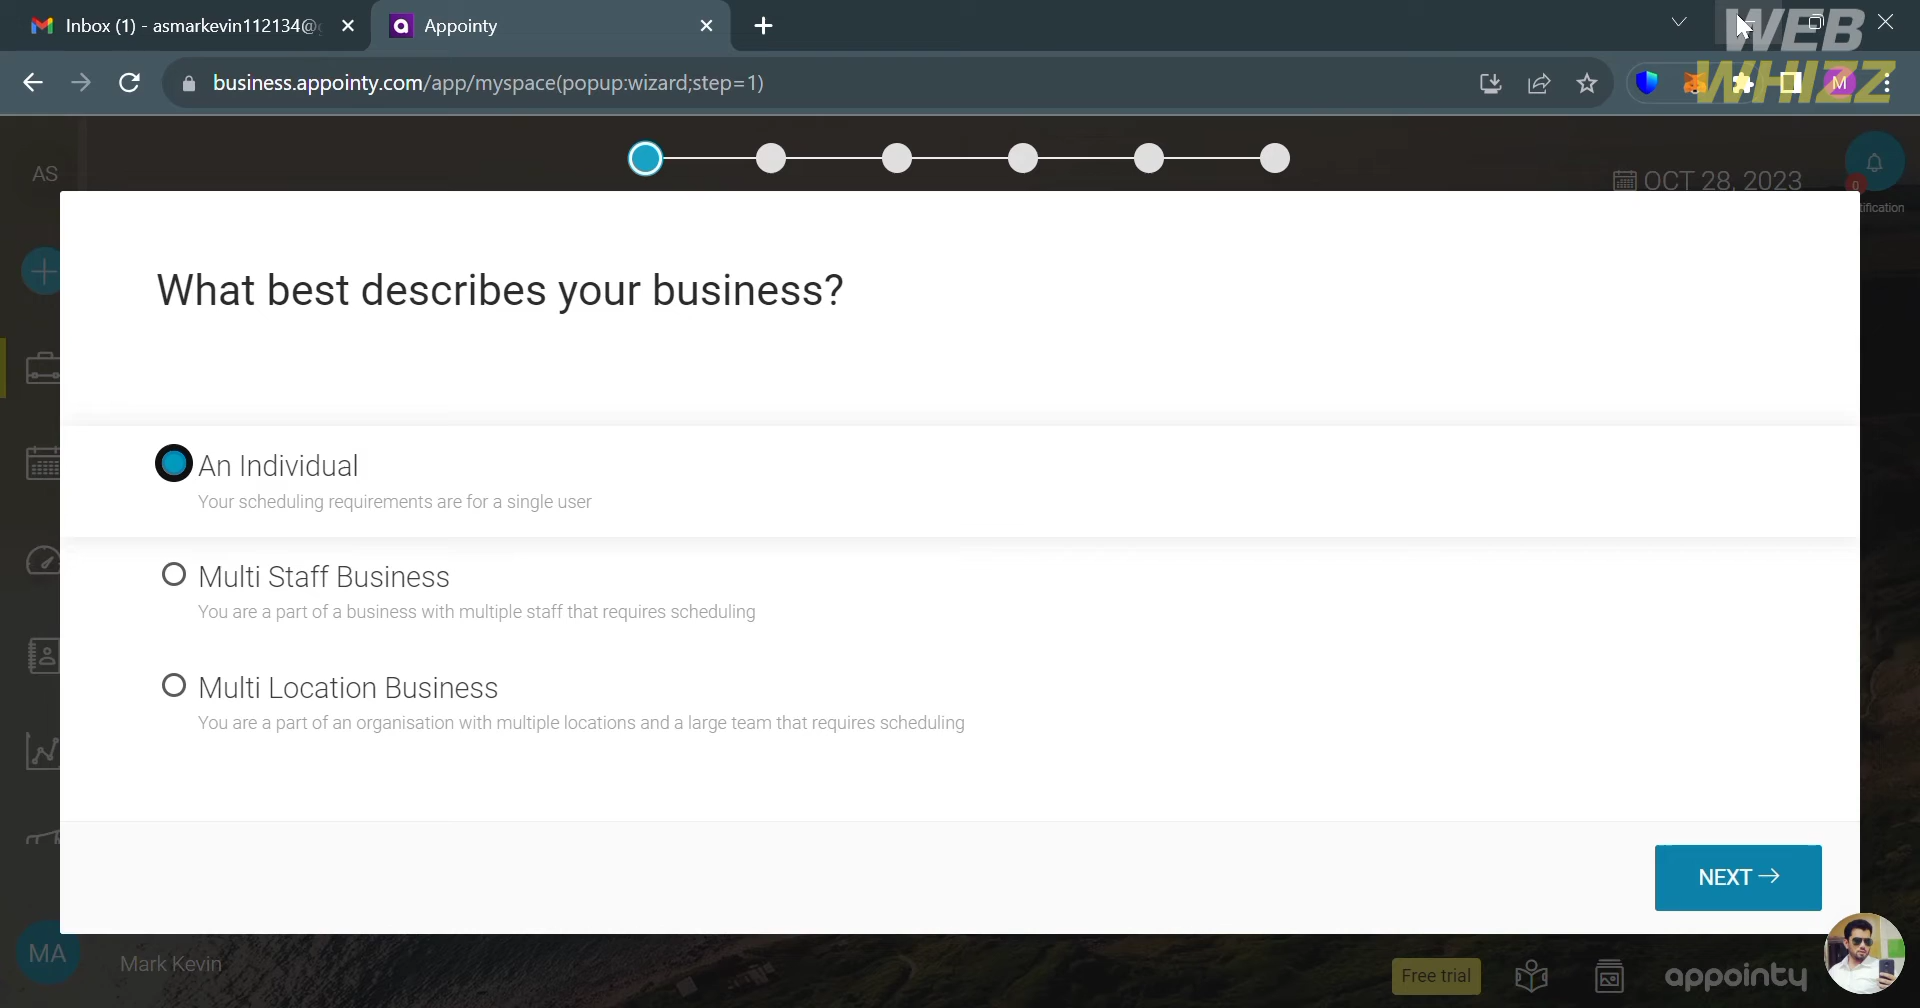 Inbox (1) - asmarkevin112134@
Appointy
WEB
WHIZZ
business.appointy.com/app/myspace(popup:wizard;step=1)
M
AS
OCT 28, 2023
0
tification
What best describes your business?
An Individual
Your scheduling requirements are for a single user
Multi Staff Business
You are a part of a business with multiple staff that requires scheduling
Multi Location Business
You are a part of an organisation with multiple locations and a large team that requires scheduling
NEXT →
MA
Mark Kevin
Free trial
appointy